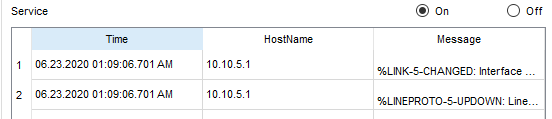 Service On Off
Time HostName Message
1 06.23.2020 01:09:06.701 AM 10.10.5.1 %LINK-5-CHANGED: Interface ...
2 06.23.2020 01:09:06.701 AM 10.10.5.1 %LINEPROTO-5-UPDOWN: Line...